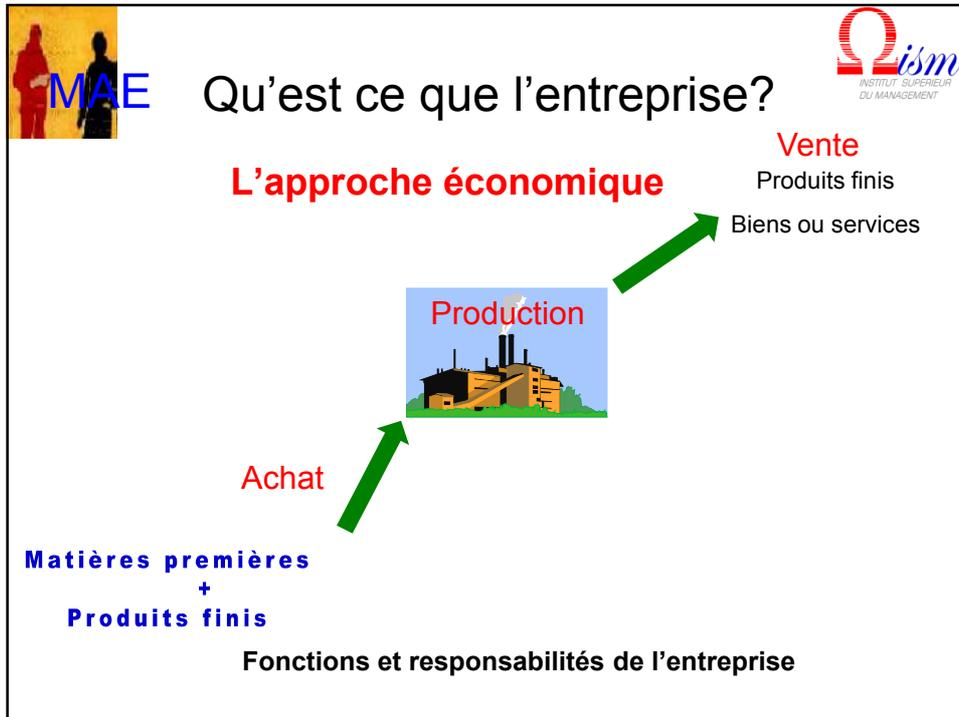 MAE
Qu’est ce que l’entreprise?
ism
INSTITUT SUPERIEUR
DU MANAGEMENT
L’approche économique
Vente
Produits finis
Biens ou services
Production
Achat
Matières premières
+
Produits finis
Fonctions et responsabilités de l’entreprise